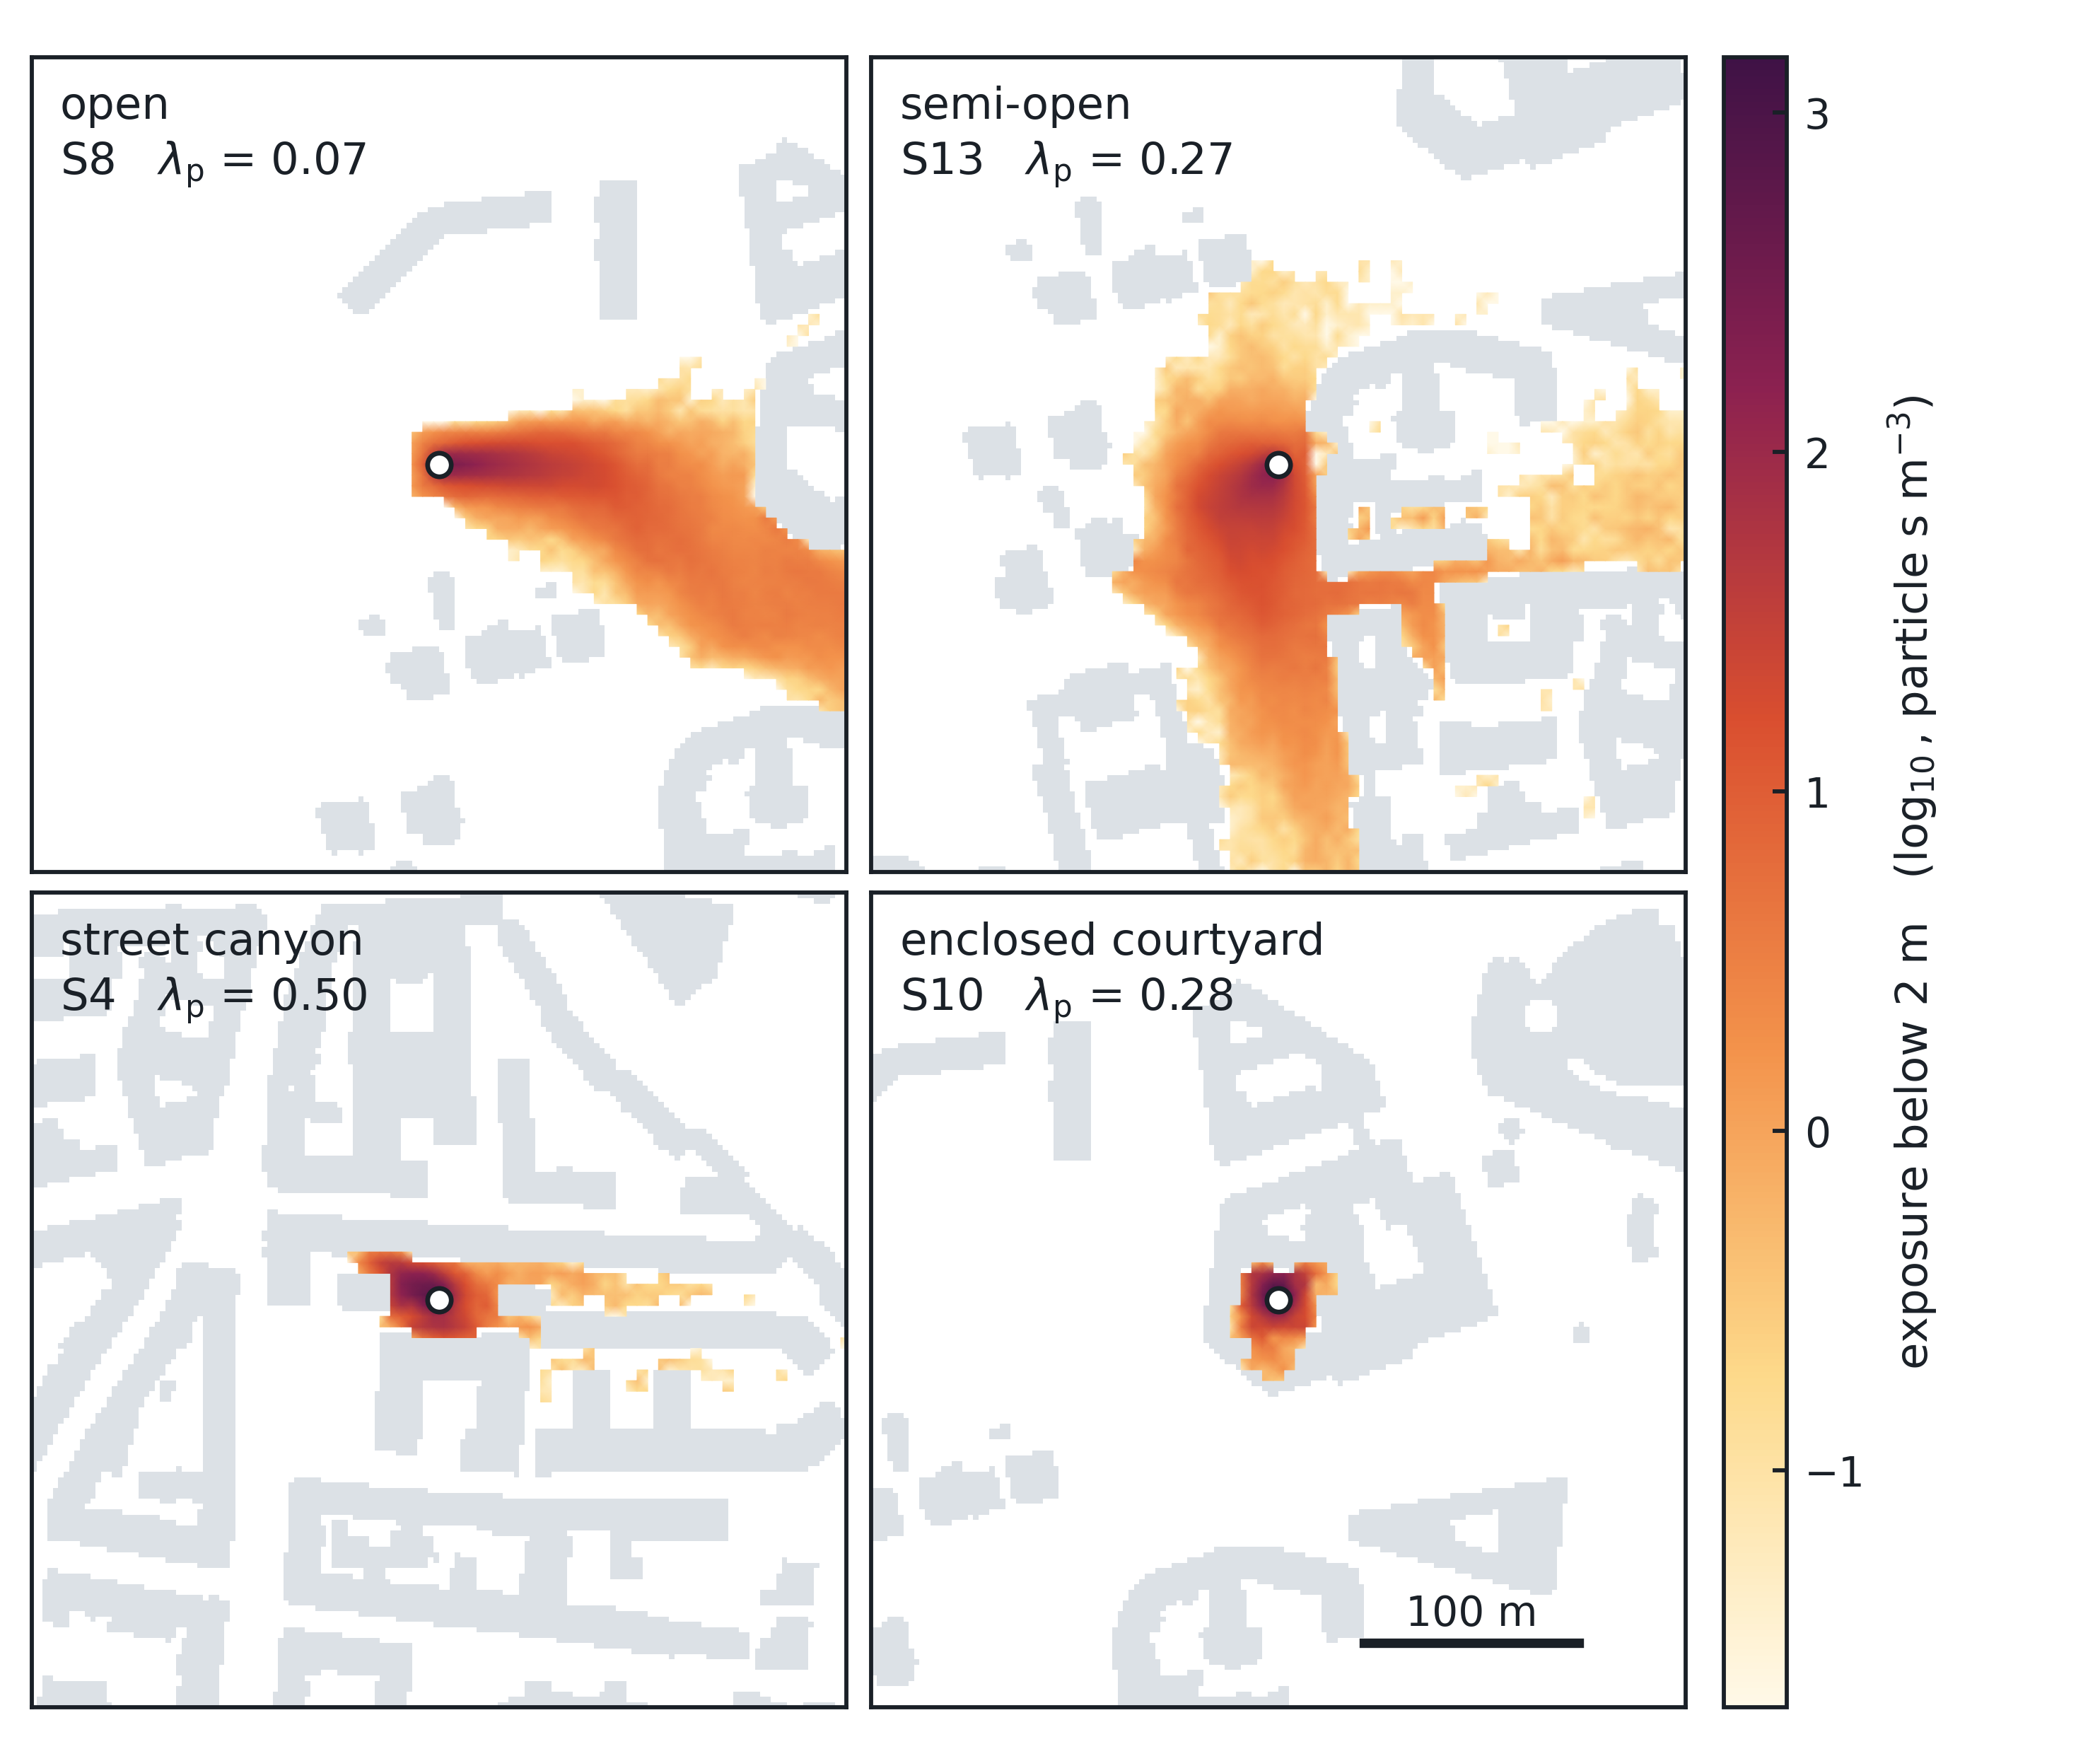 open
S8 λp = 0.07
semi-open
S13 λp = 0.27
street canyon
S4 λp = 0.50
enclosed courtyard
S10 λp = 0.28
100 m
3
2
1
0
−1
exposure below 2 m (log10, particle s m−3)